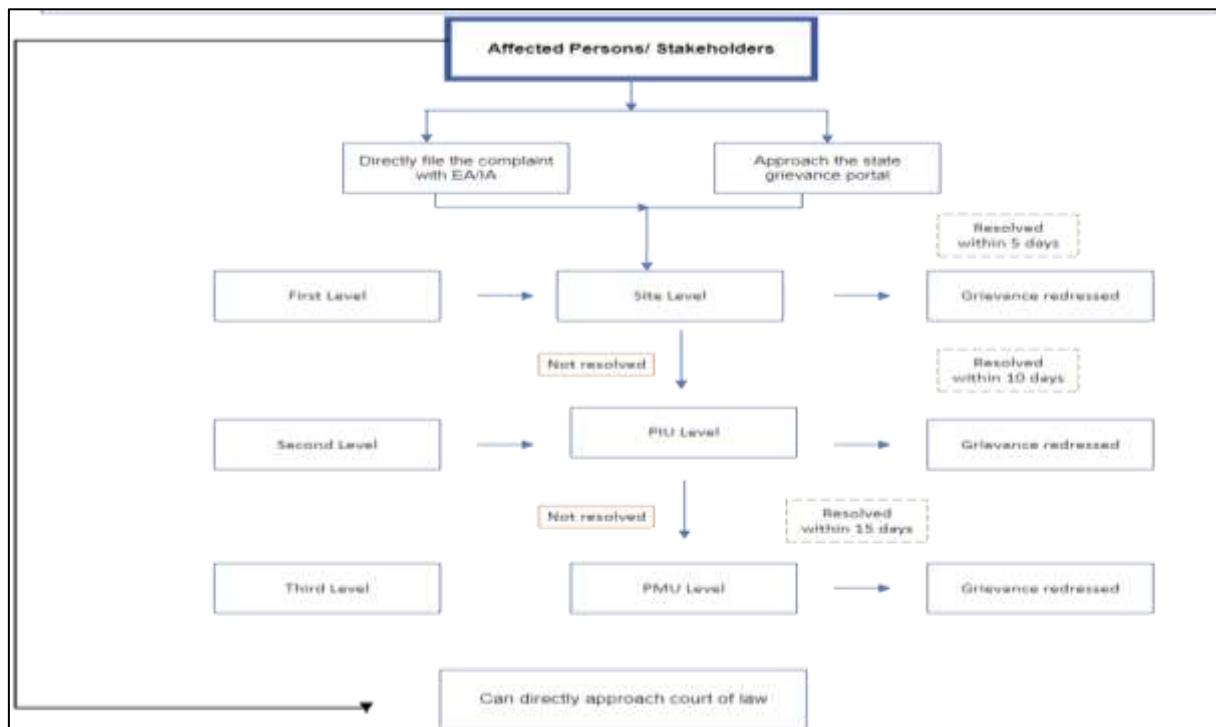 Affected Persons/ Stakeholders
Directly file the complaint
with EA/IA
Approach the state
grievance portal
Resolved
within 5 days
First Level
Site Level
Grievance redressed
Not resolved
Resolved
within 10 days
Second Level
PIU Level
Grievance redressed
Not resolved
Resolved
within 15 days
Third Level
PMU Level
Grievance redressed
Can directly approach court of law